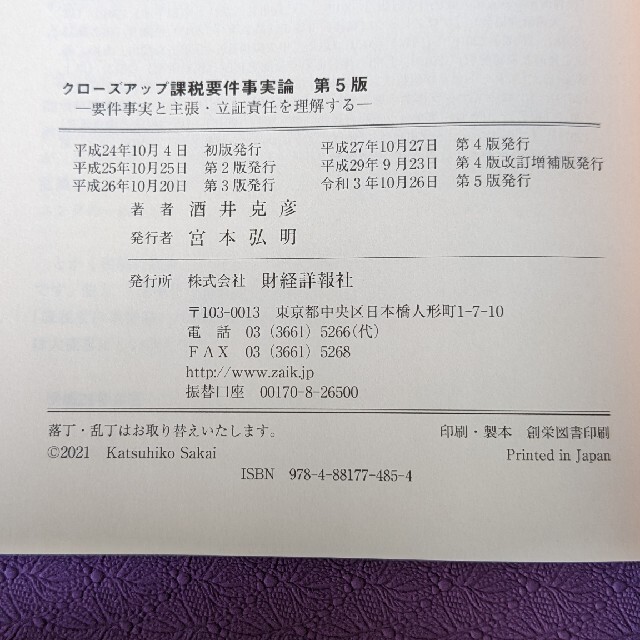 クローズアップ課税要件事実論　第5版
―要件事実と主張・立証責任を理解する―
平成24年10月4日　初版発行　平成27年10月27日　第4版発行
平成25年10月25日　第2版発行　平成29年9月23日　第4版改訂増補版発行
平成26年10月20日　第3版発行　令和3年10月26日　第5版発行
著　者　酒井克彦
発行者　宮本弘明
発行所　株式会社　財経詳報社
〒103-0013　東京都中央区日本橋人形町1-7-10
電　話　03 (3661) 5266(代)
ＦＡＸ　03 (3661) 5268
http://www.zaik.jp
振替口座　00170-8-26500
落丁・乱丁はお取り替えいたします。　印刷・製本　創栄図書印刷
©2021　Katsuhiko Sakai　Printed in Japan
ISBN　978-4-88177-485-4